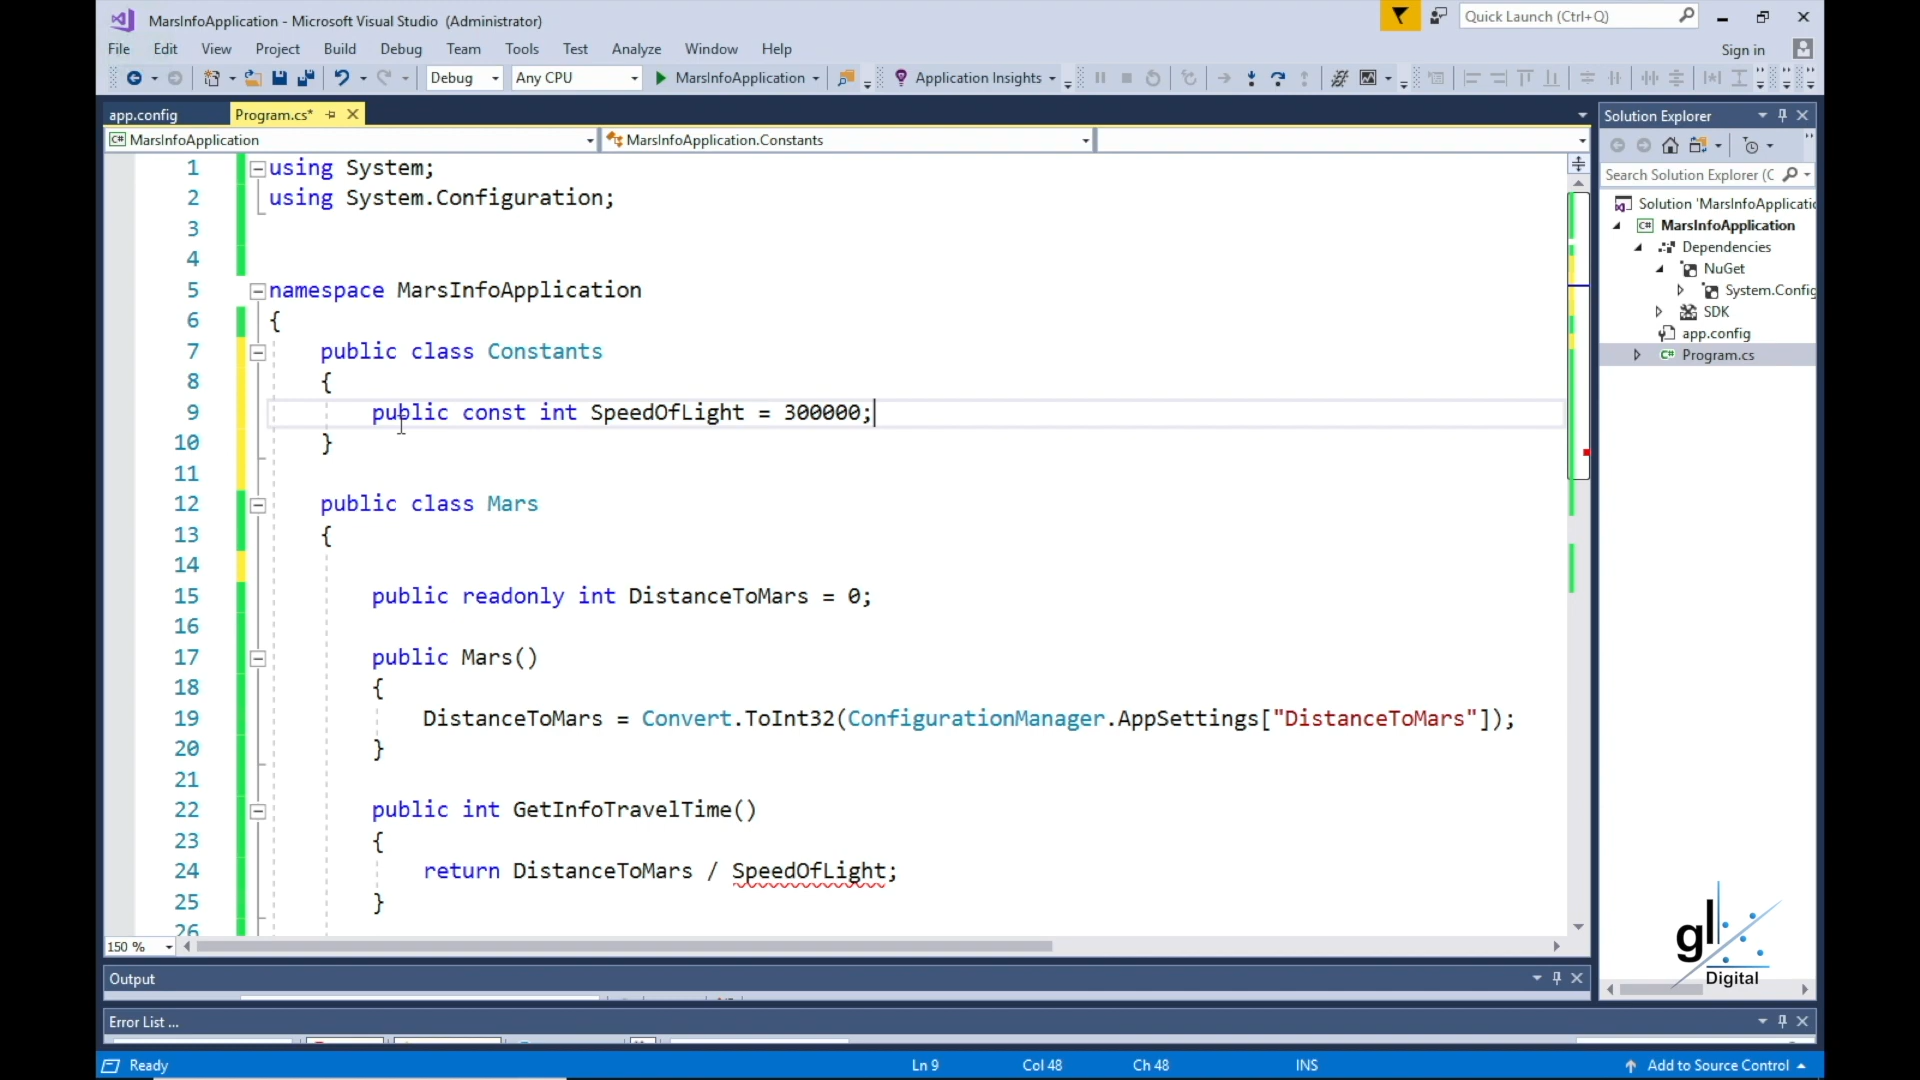 MarsInfoApplication - Microsoft Visual Studio (Administrator)
Quick Launch (Ctrl+Q)
File Edit View Project Build Debug Team Tools Test Analyze Window Help
Sign in
Debug Any CPU MarsInfoApplication Application Insights
app.config Program.cs*
MarsInfoApplication MarsInfoApplication.Constants
1 using System;
2 using System.Configuration;
3
4
5 namespace MarsInfoApplication
6 {
7 public class Constants
8 {
9 public const int SpeedOfLight = 300000;
10 }
11
12 public class Mars
13 {
14
15 public readonly int DistanceToMars = 0;
16
17 public Mars()
18 {
19 DistanceToMars = Convert.ToInt32(ConfigurationManager.AppSettings["DistanceToMars"]);
20 }
21
22 public int GetInfoTravelTime()
23 {
24 return DistanceToMars / SpeedOfLight;
25 }
26
150 %
Solution Explorer
Search Solution Explorer (C
Solution 'MarsInfoApplicatio
C# MarsInfoApplication
Dependencies
NuGet
System.Config
SDK
app.config
C# Program.cs
gl
Digital
Output
Error List ...
Ready Ln 9 Col 48 Ch 48 INS Add to Source Control